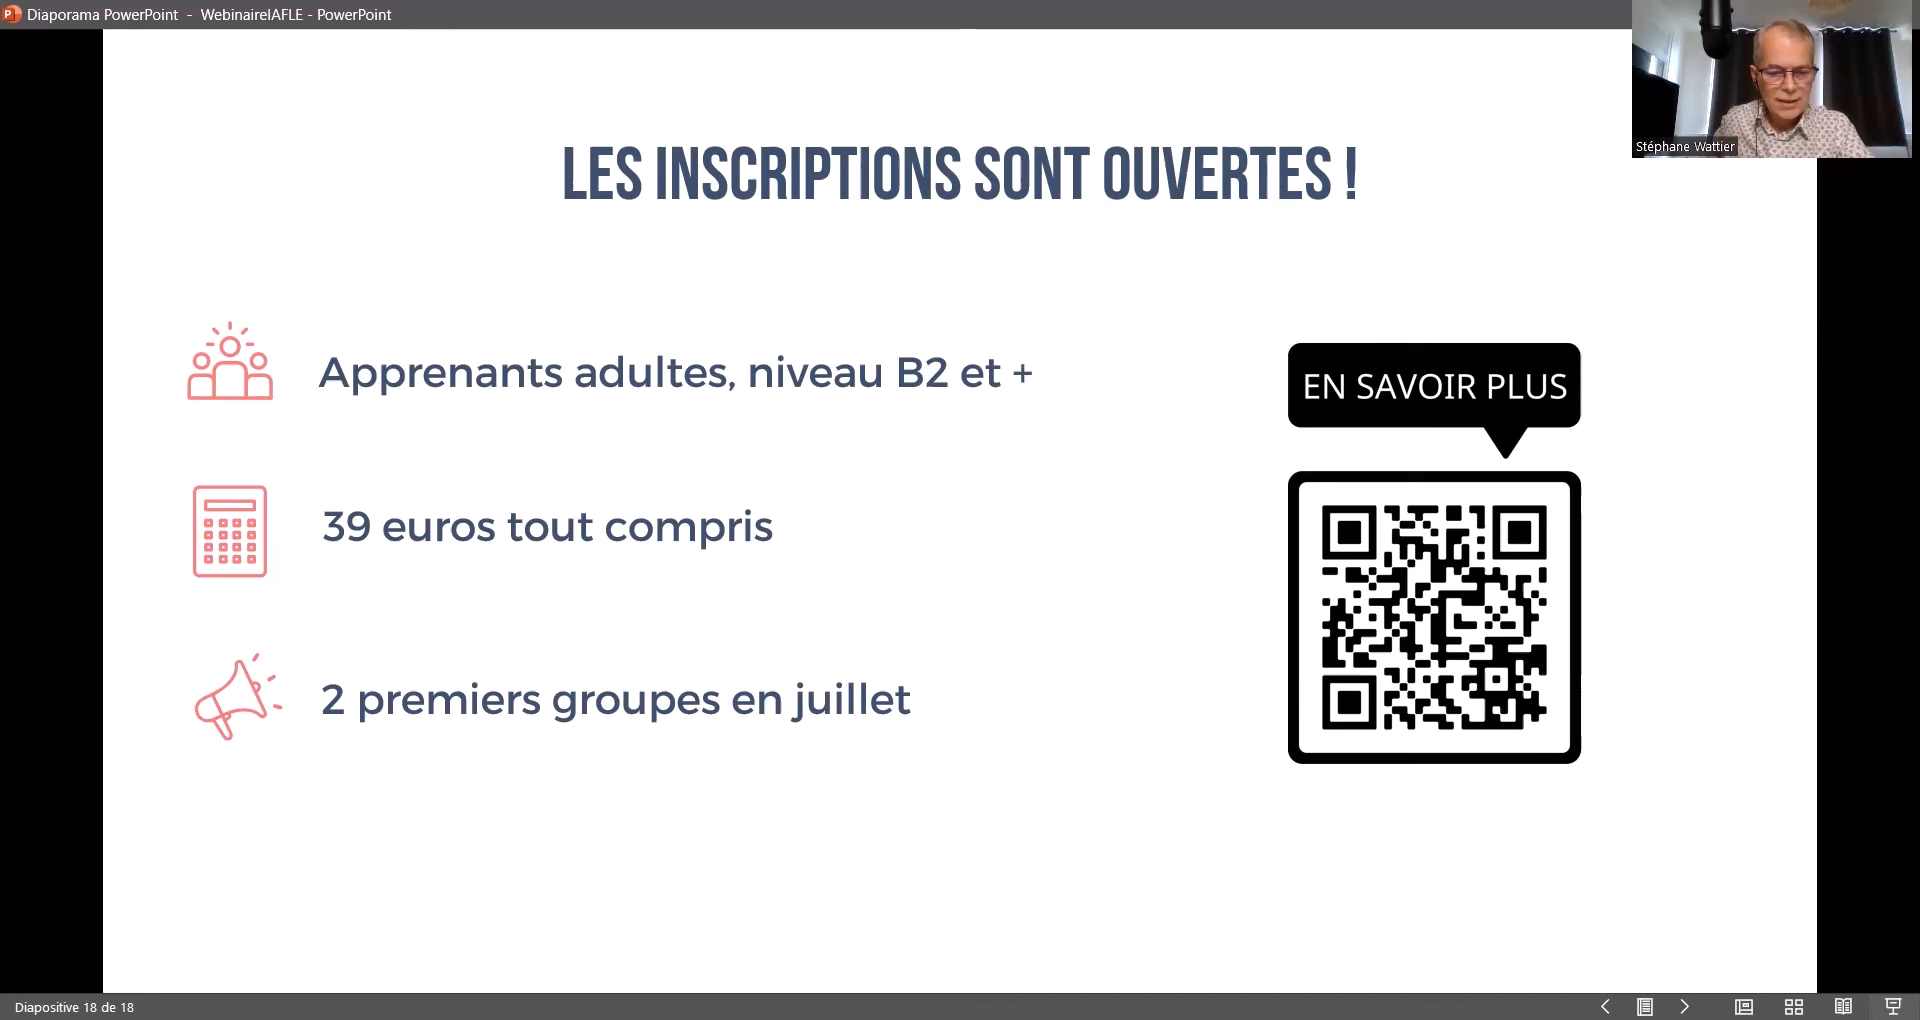 Diaporama PowerPoint - WebinaireIAFLE - PowerPoint
Stéphane Wattier
LES INSCRIPTIONS SONT OUVERTES !
Apprenants adultes, niveau B2 et +
EN SAVOIR PLUS
39 euros tout compris
2 premiers groupes en juillet
Diapositive 18 de 18